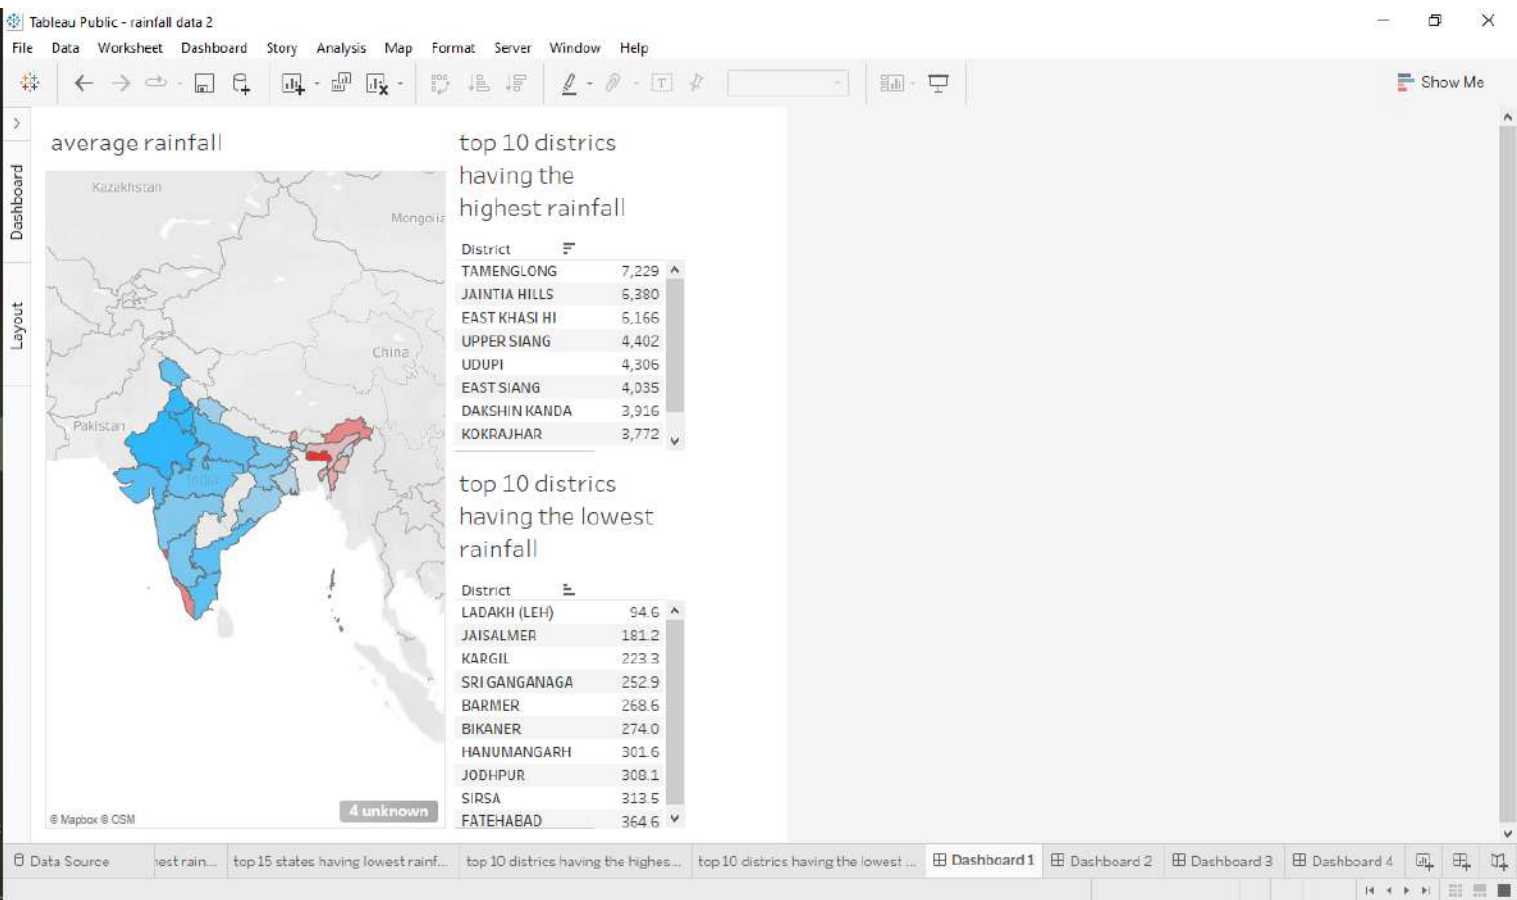 Tableau Public - rainfall data 2
File Data Worksheet Dashboard Story Analysis Map Format Server Window Help
Show Me
Dashboard
Layout
average rainfall
Kazakhstan
Mongolia
China
Pakistan
India
4 unknown
© Mapbox © OSM
top 10 districs
having the
highest rainfall
District
TAMENGLONG 7,229
JAINTIA HILLS 6,380
EAST KHASI HI 6,166
UPPER SIANG 4,402
UDUPI 4,306
EAST SIANG 4,035
DAKSHIN KANDA 3,916
KOKRAJHAR 3,772
top 10 districs
having the lowest
rainfall
District
LADAKH (LEH) 94.6
JAISALMER 181.2
KARGIL 223.3
SRI GANGANAGA 252.9
BARMER 268.6
BIKANER 274.0
HANUMANGARH 301.6
JODHPUR 308.1
SIRSA 313.5
FATEHABAD 364.6
Data Source
est rain...
top 15 states having lowest rainf...
top 10 districs having the highes...
top 10 districs having the lowest ...
Dashboard 1
Dashboard 2
Dashboard 3
Dashboard 4